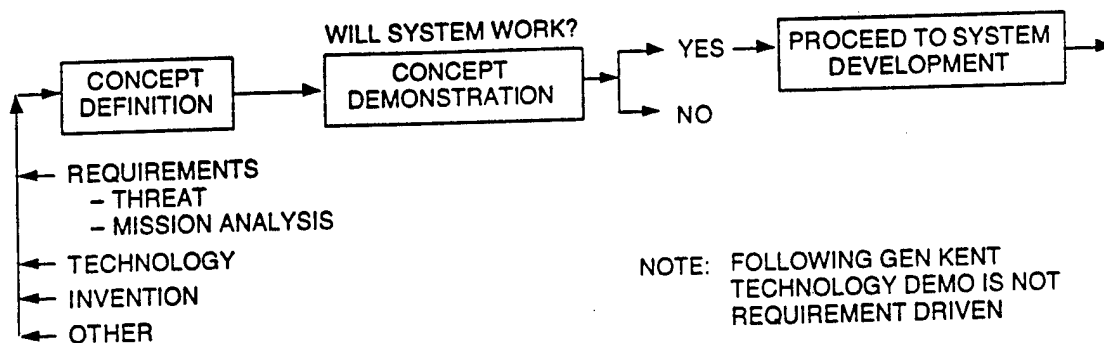 WILL SYSTEM WORK?
CONCEPT
DEFINITION
CONCEPT
DEMONSTRATION
YES
NO
PROCEED TO SYSTEM
DEVELOPMENT
REQUIREMENTS
– THREAT
– MISSION ANALYSIS
TECHNOLOGY
INVENTION
OTHER
NOTE: FOLLOWING GEN KENT
TECHNOLOGY DEMO IS NOT
REQUIREMENT DRIVEN